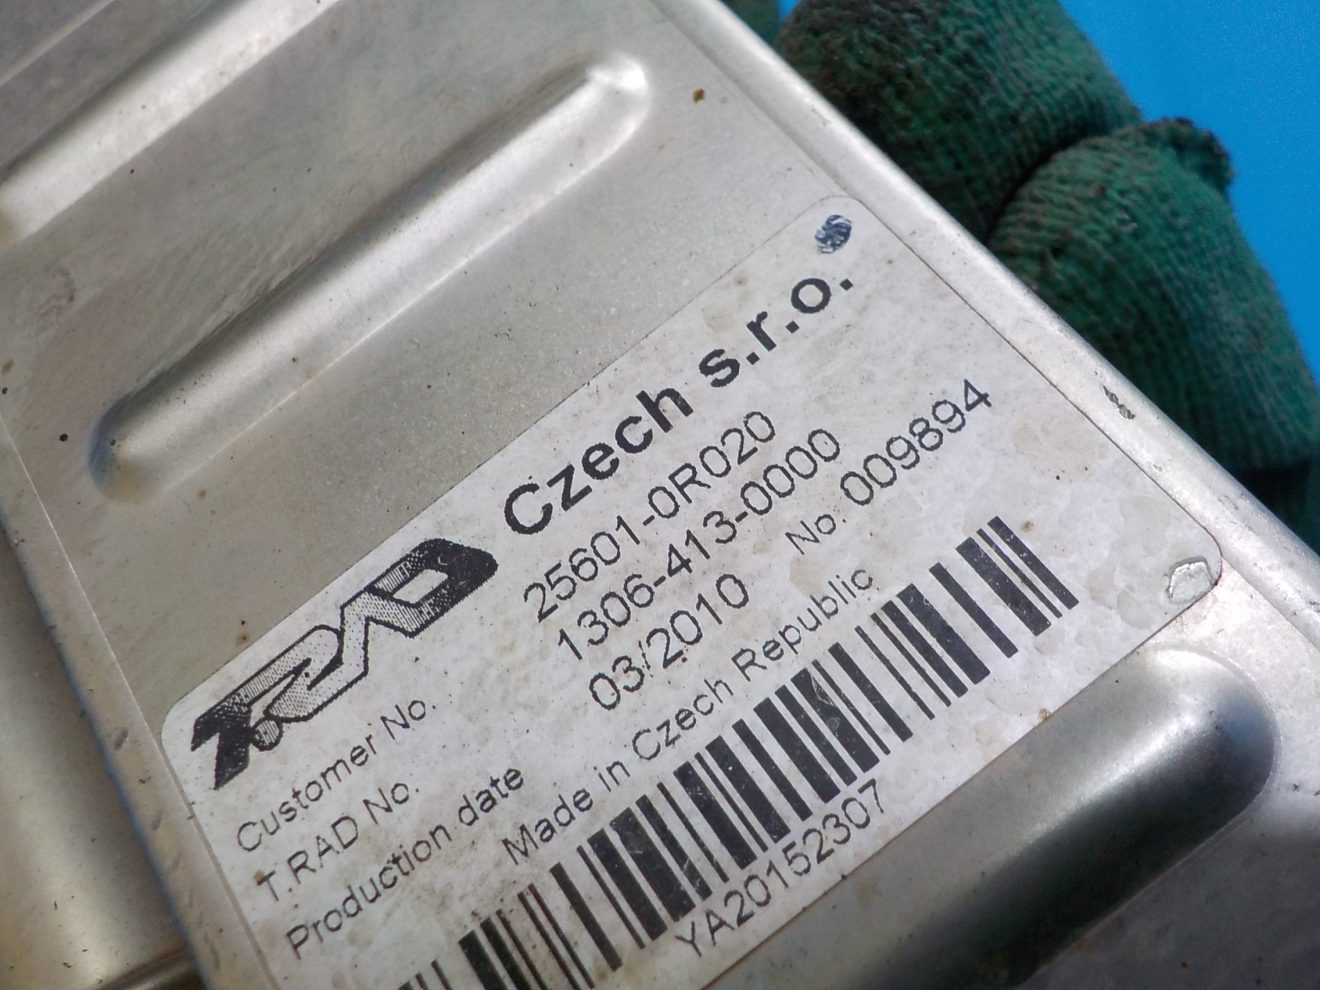 T.RAD Czech s.r.o.
Customer No. 25601-0R020
T.RAD No. 1306-413-0000
Production date 03/2010 No. 009894
Made in Czech Republic
YA20152307